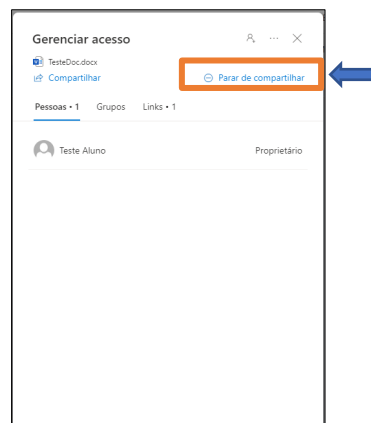 Gerenciar acesso
TesteDoc.docx
Compartilhar Parar de compartilhar
Pessoas • 1 Grupos Links • 1
Teste Aluno Proprietário